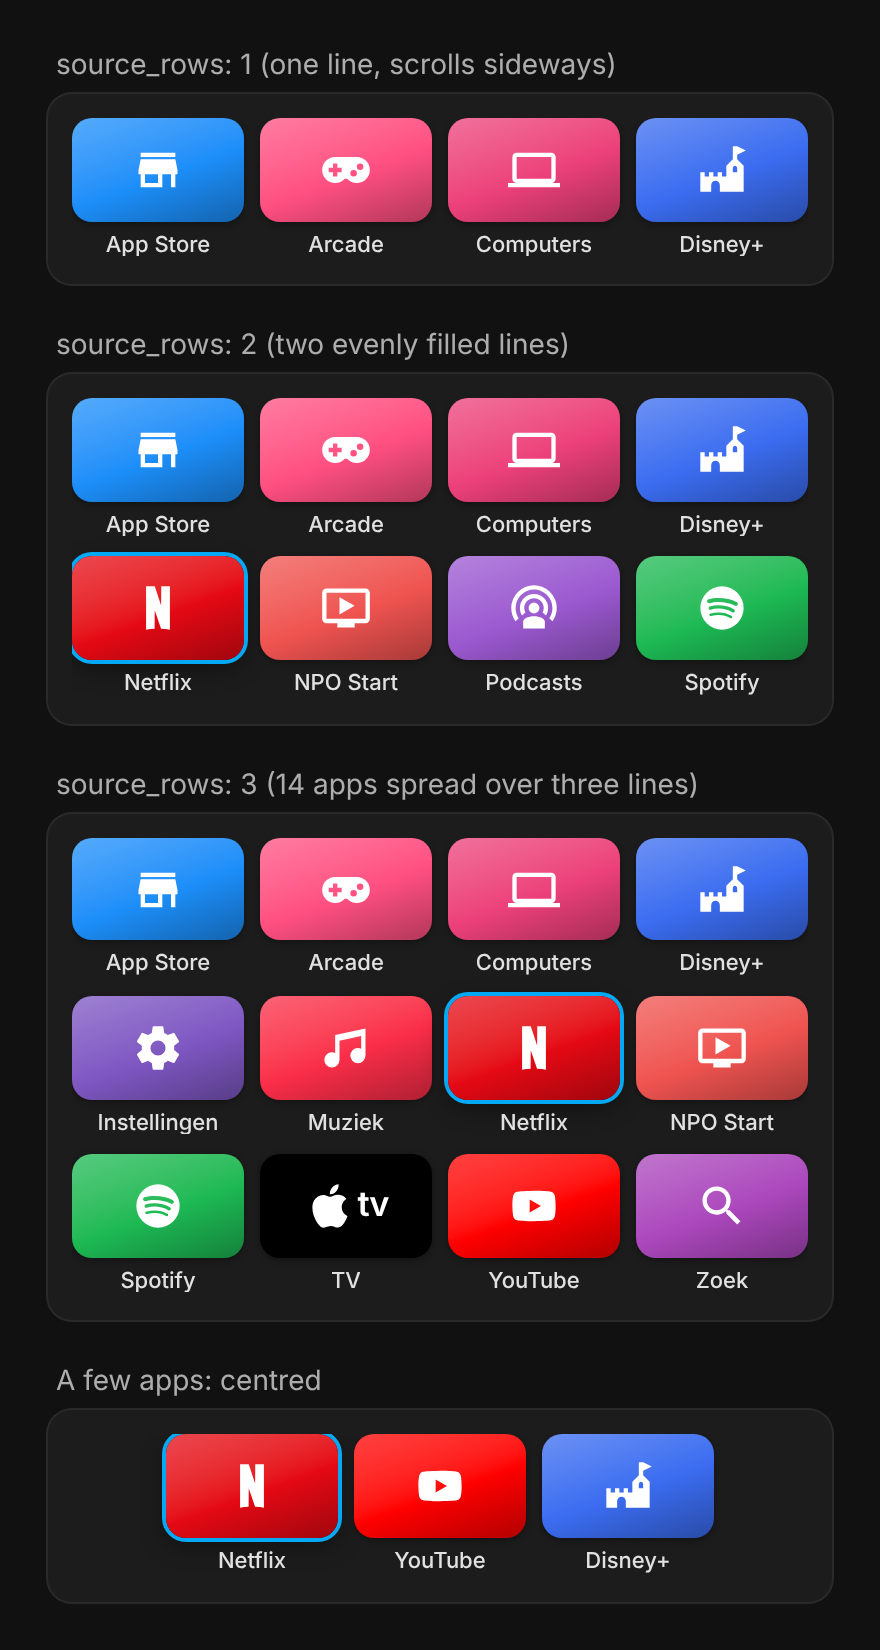 source_rows: 1 (one line, scrolls sideways)
App Store Arcade Computers Disney+
source_rows: 2 (two evenly filled lines)
App Store Arcade Computers Disney+
N
Netflix NPO Start Podcasts Spotify
source_rows: 3 (14 apps spread over three lines)
App Store Arcade Computers Disney+
N
Instellingen Muziek Netflix NPO Start
tv
Spotify TV YouTube Zoek
A few apps: centred
N
Netflix YouTube Disney+